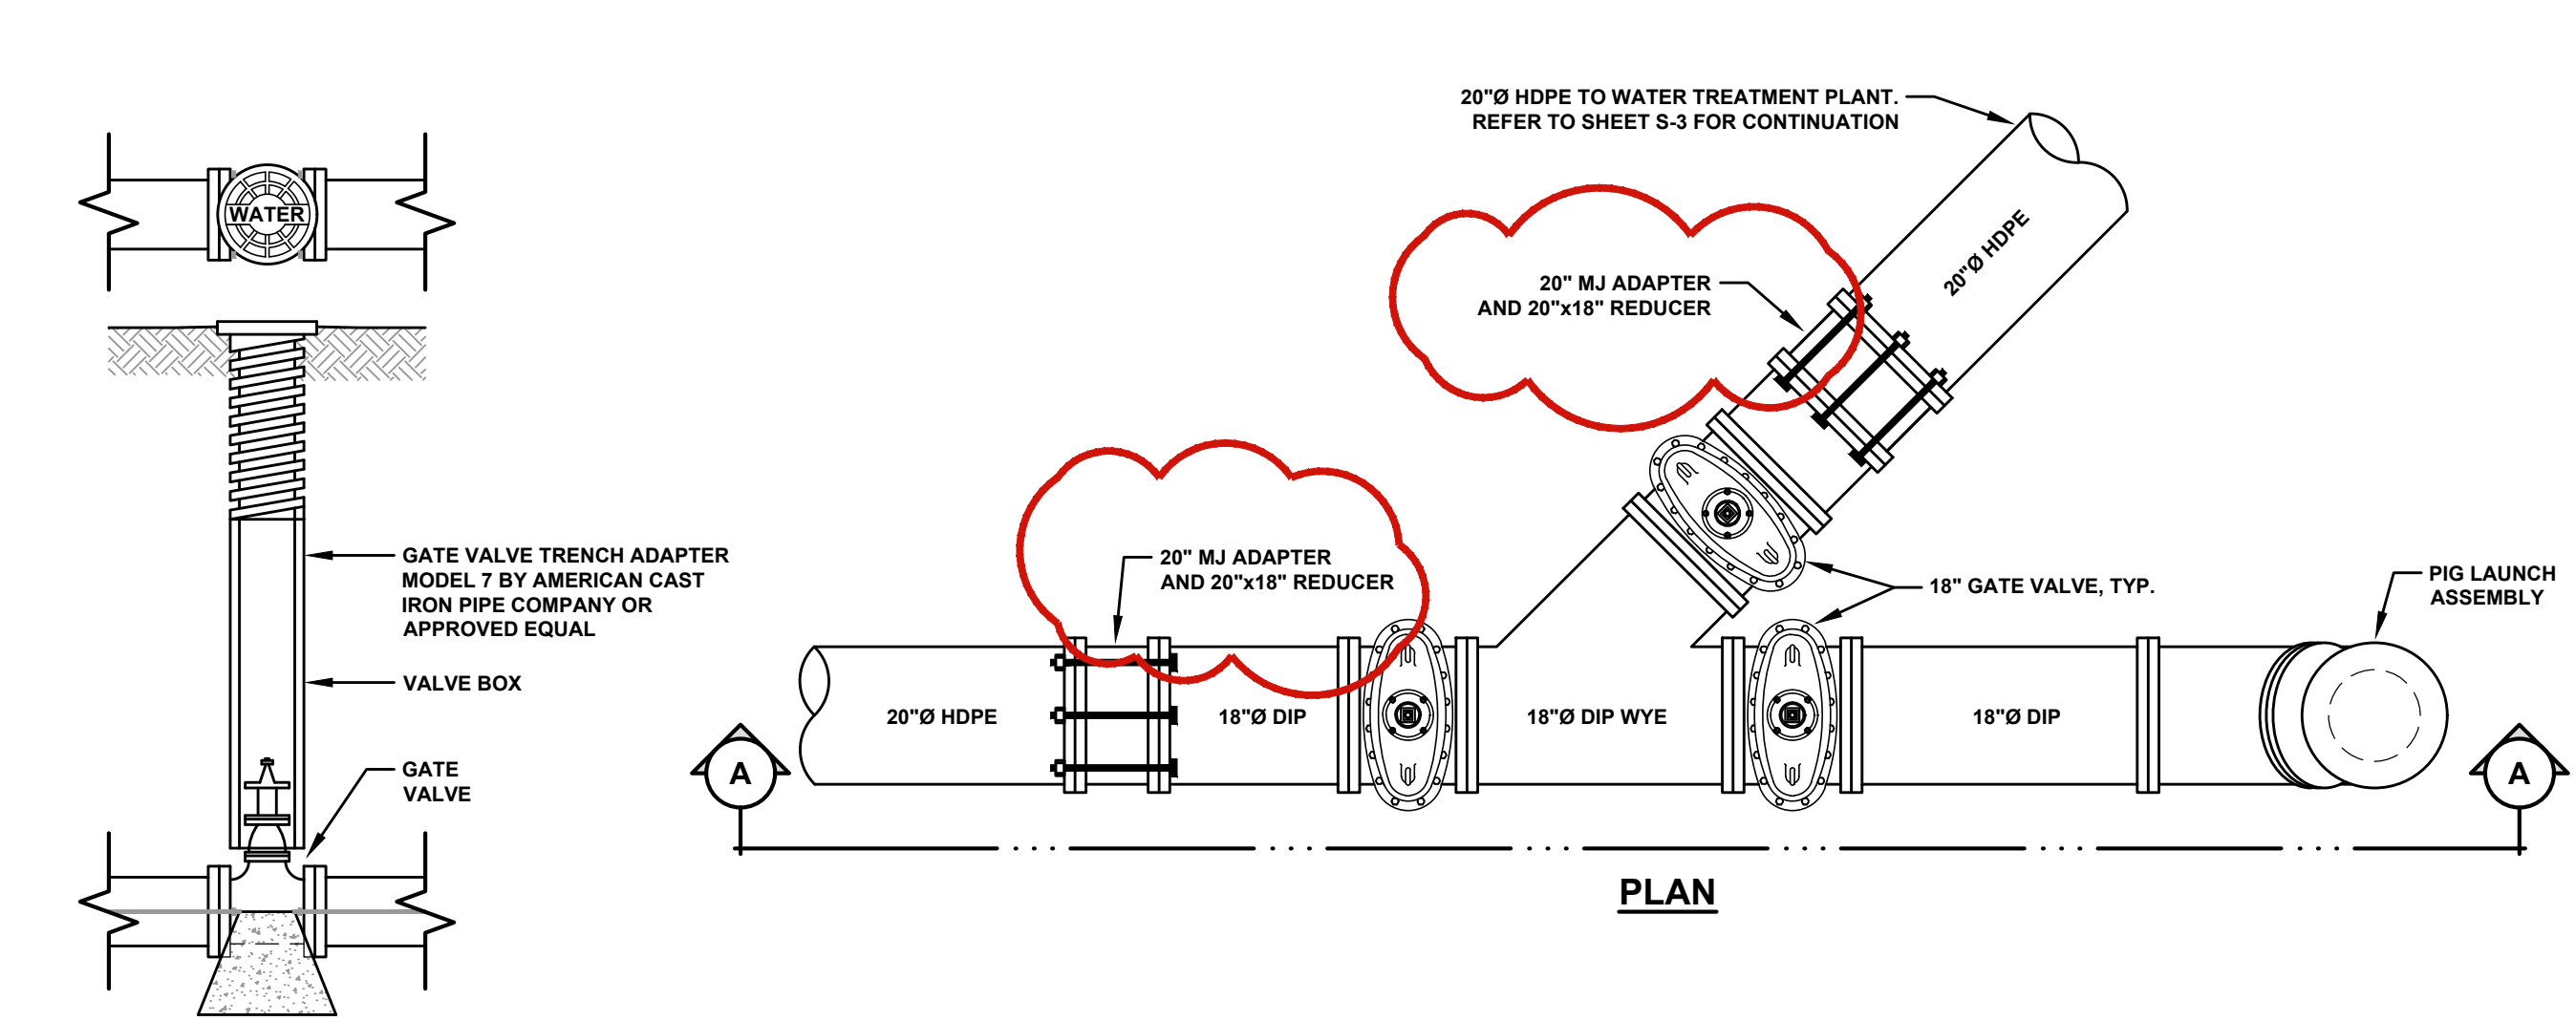 WATER
GATE VALVE TRENCH ADAPTER
MODEL 7 BY AMERICAN CAST
IRON PIPE COMPANY OR
APPROVED EQUAL
VALVE BOX
GATE
VALVE
20"Ø HDPE TO WATER TREATMENT PLANT.
REFER TO SHEET S-3 FOR CONTINUATION
20"Ø HDPE
20" MJ ADAPTER
AND 20"x18" REDUCER
20" MJ ADAPTER
AND 20"x18" REDUCER
18" GATE VALVE, TYP.
PIG LAUNCH
ASSEMBLY
20"Ø HDPE
18"Ø DIP
18"Ø DIP WYE
18"Ø DIP
A
A
PLAN